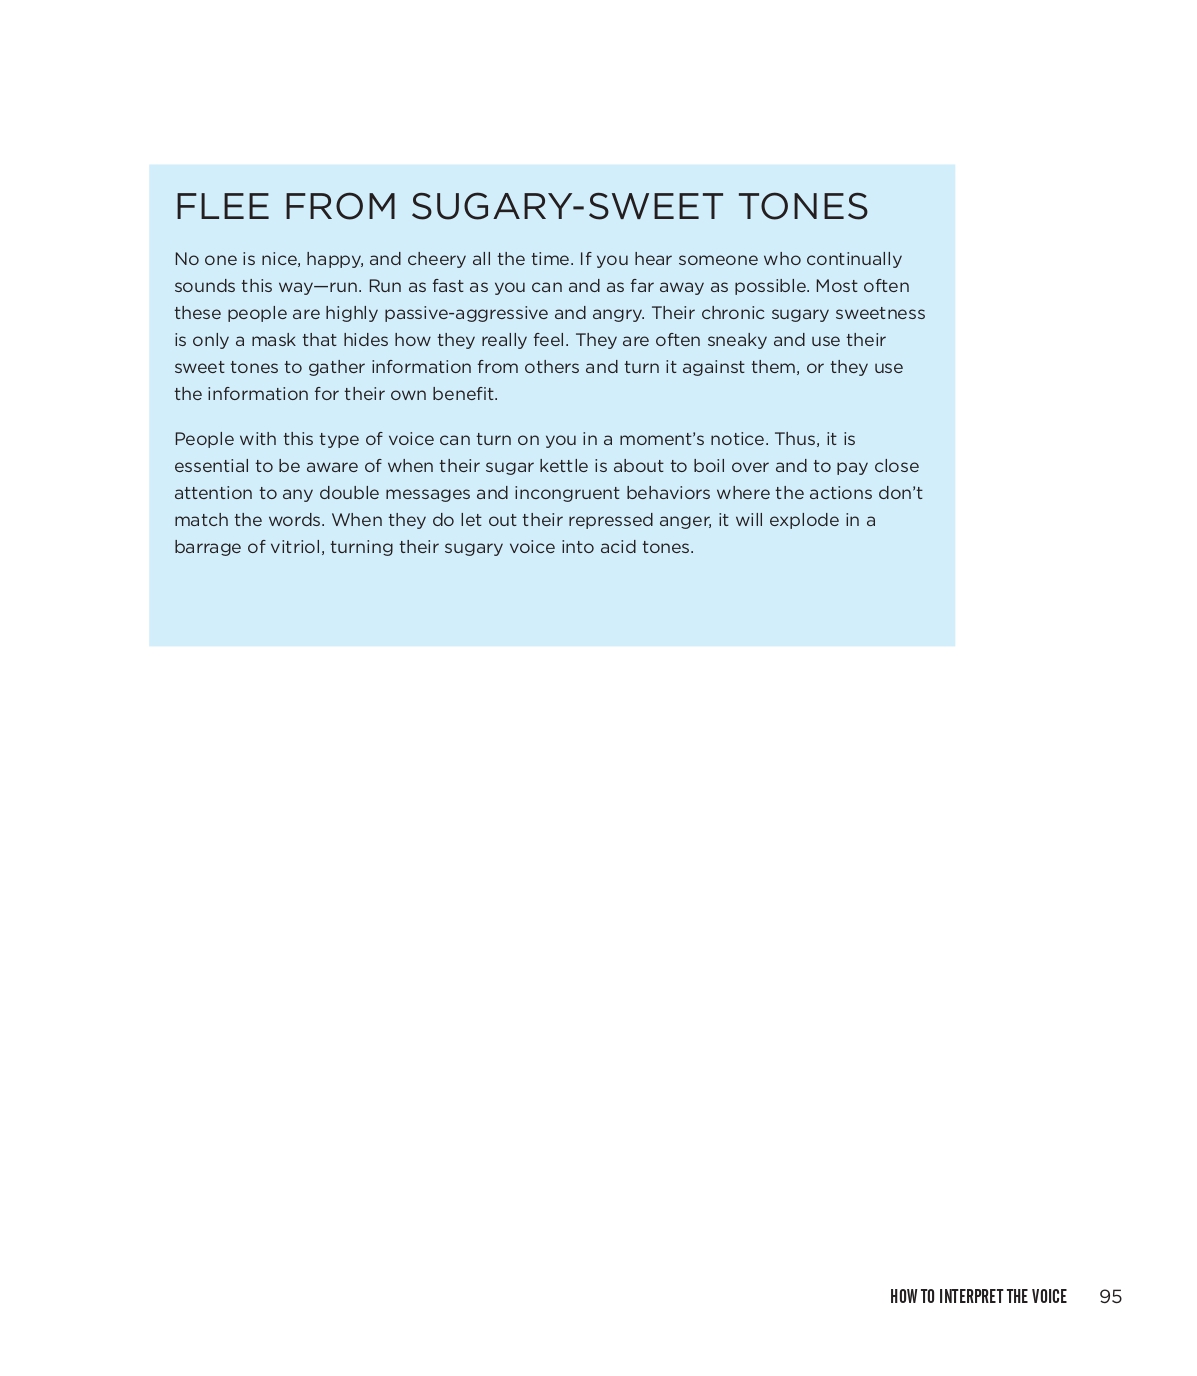 FLEE FROM SUGARY-SWEET TONES
No one is nice, happy, and cheery all the time. If you hear someone who continually
sounds this way—run. Run as fast as you can and as far away as possible. Most often
these people are highly passive-aggressive and angry. Their chronic sugary sweetness
is only a mask that hides how they really feel. They are often sneaky and use their
sweet tones to gather information from others and turn it against them, or they use
the information for their own benefit.
People with this type of voice can turn on you in a moment’s notice. Thus, it is
essential to be aware of when their sugar kettle is about to boil over and to pay close
attention to any double messages and incongruent behaviors where the actions don’t
match the words. When they do let out their repressed anger, it will explode in a
barrage of vitriol, turning their sugary voice into acid tones.
HOW TO INTERPRET THE VOICE 95